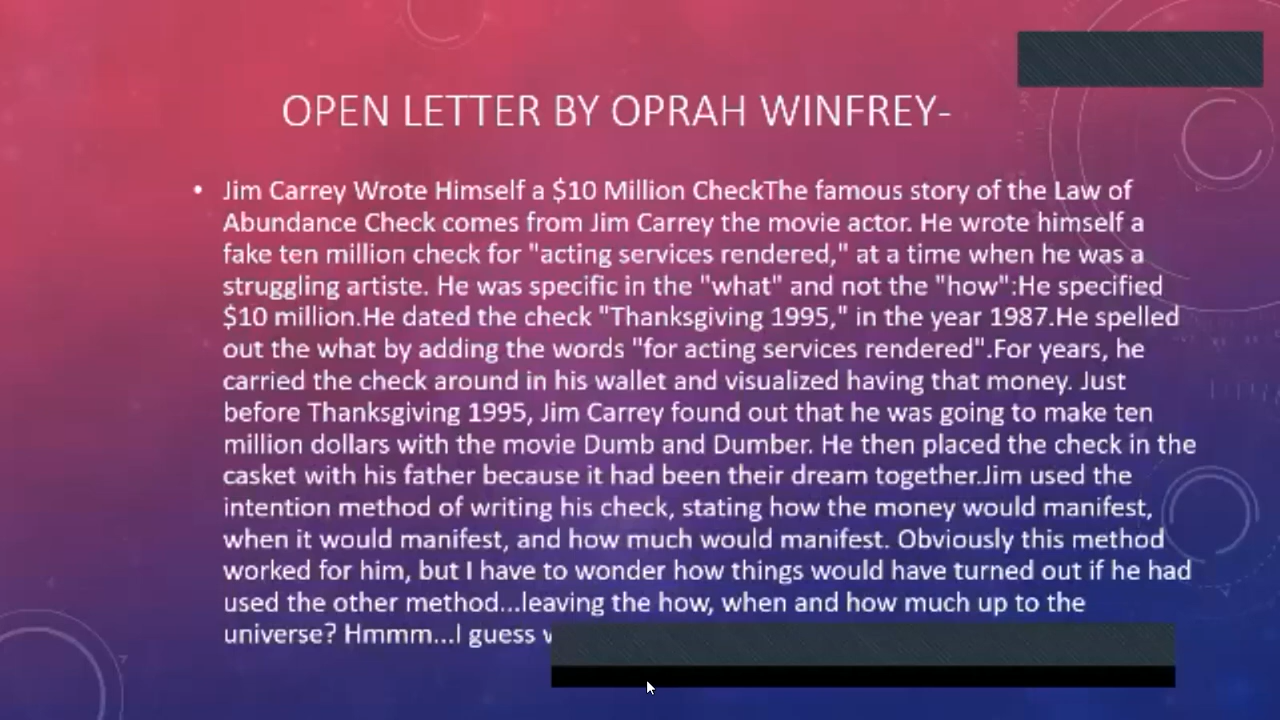 OPEN LETTER BY OPRAH WINFREY-
• Jim Carrey Wrote Himself a $10 Million CheckThe famous story of the Law of
Abundance Check comes from Jim Carrey the movie actor. He wrote himself a
fake ten million check for "acting services rendered," at a time when he was a
struggling artiste. He was specific in the "what" and not the "how":He specified
$10 million.He dated the check "Thanksgiving 1995," in the year 1987.He spelled
out the what by adding the words "for acting services rendered".For years, he
carried the check around in his wallet and visualized having that money. Just
before Thanksgiving 1995, Jim Carrey found out that he was going to make ten
million dollars with the movie Dumb and Dumber. He then placed the check in the
casket with his father because it had been their dream together.Jim used the
intention method of writing his check, stating how the money would manifest,
when it would manifest, and how much would manifest. Obviously this method
worked for him, but I have to wonder how things would have turned out if he had
used the other method...leaving the how, when and how much up to the
universe? Hmmm...I guess